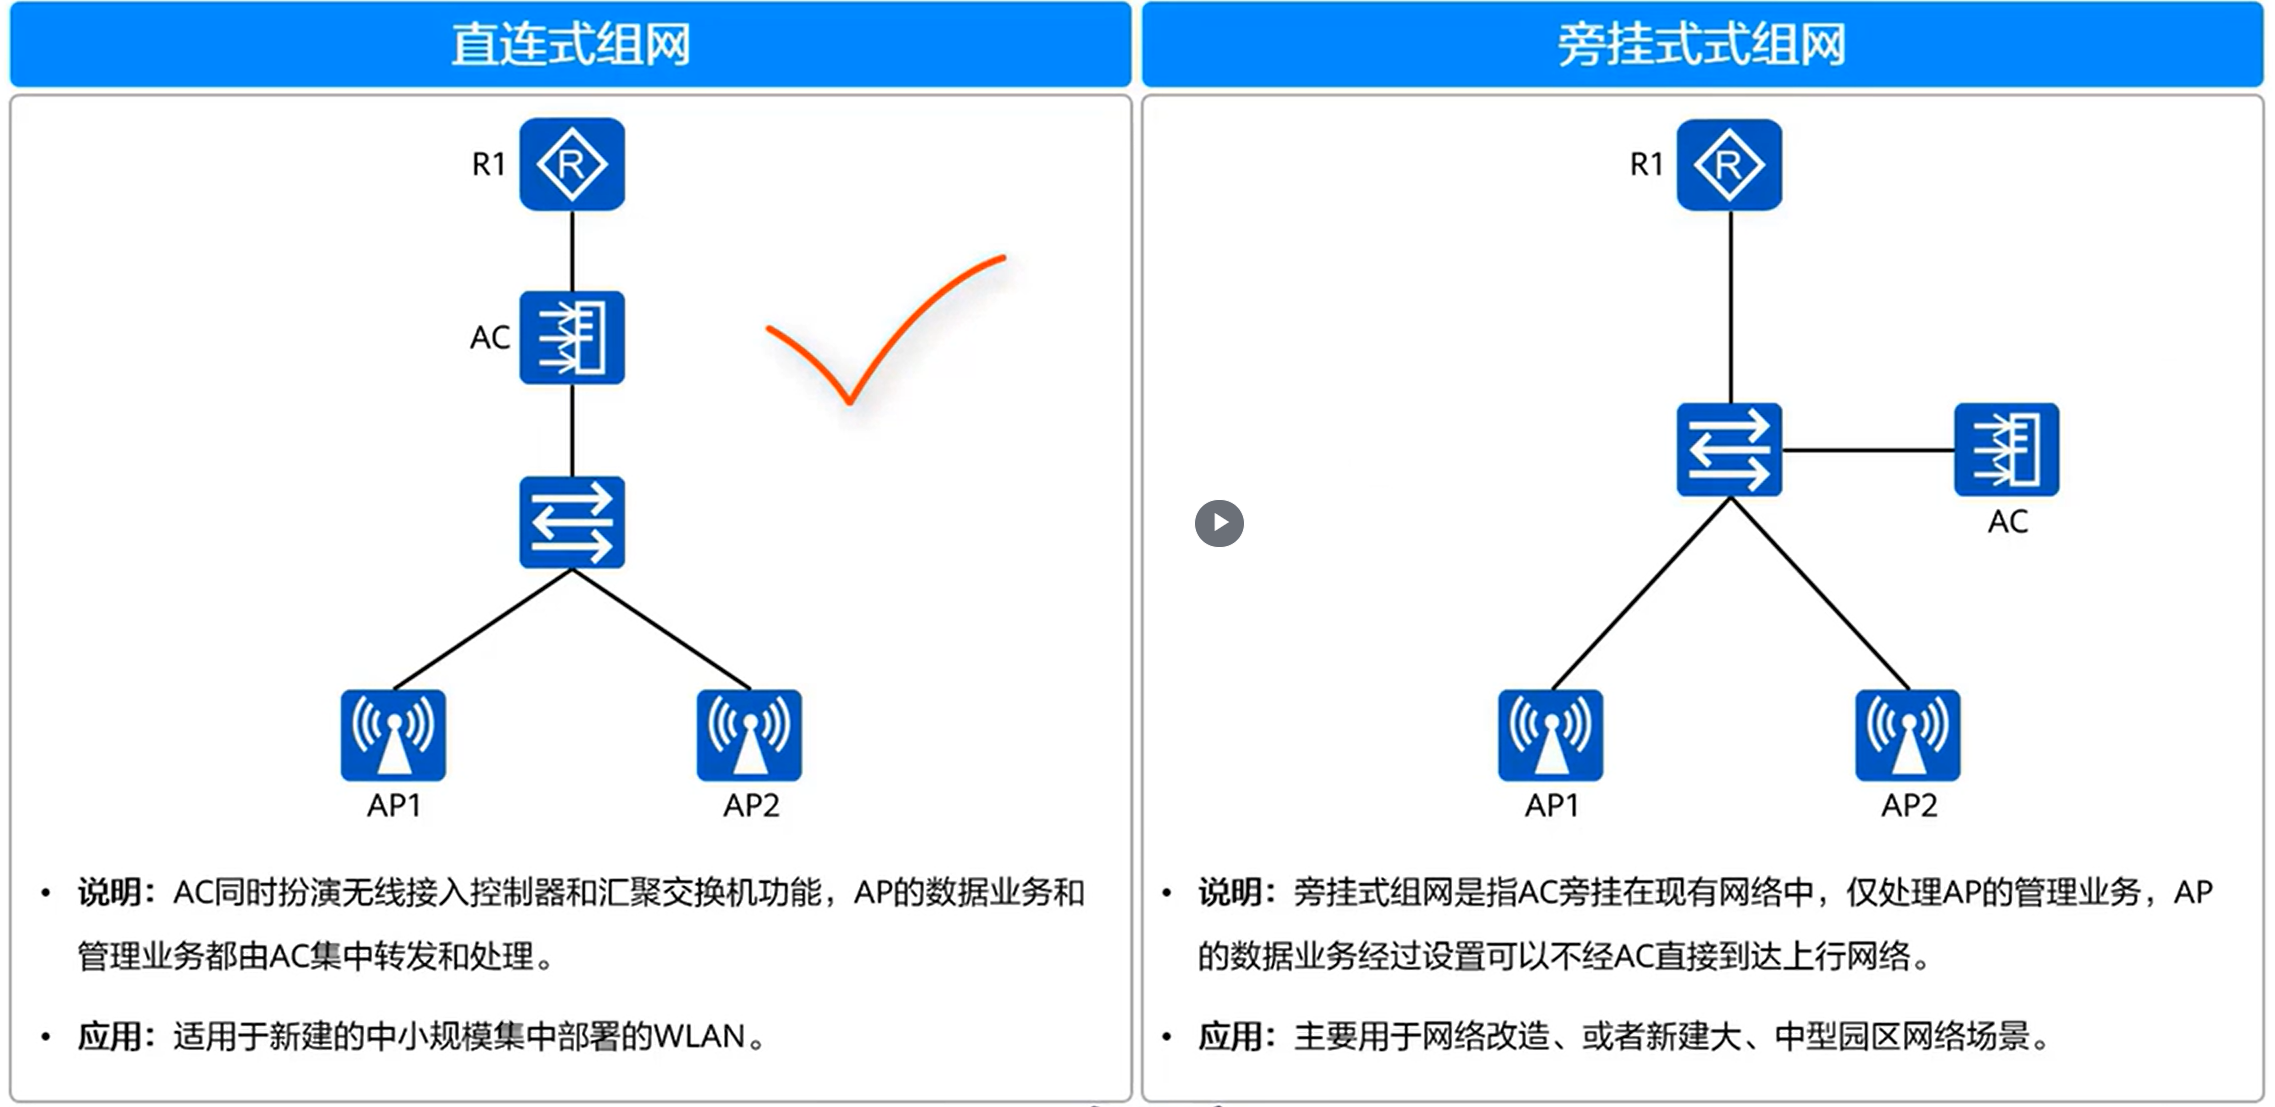 直连式组网
R1
AC
AP1
AP2
• 说明：AC同时扮演无线接入控制器和汇聚交换机功能，AP的数据业务和
管理业务都由AC集中转发和处理。
• 应用：适用于新建的中小规模集中部署的WLAN。
旁挂式式组网
R1
AC
AP1
AP2
• 说明：旁挂式组网是指AC旁挂在现有网络中，仅处理AP的管理业务，AP
的数据业务经过设置可以不经AC直接到达上行网络。
• 应用：主要用于网络改造、或者新建大、中型园区网络场景。